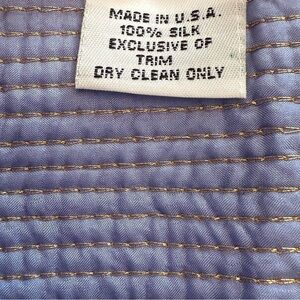 MADE IN U.S.A.
100% SILK
EXCLUSIVE OF
TRIM
DRY CLEAN ONLY